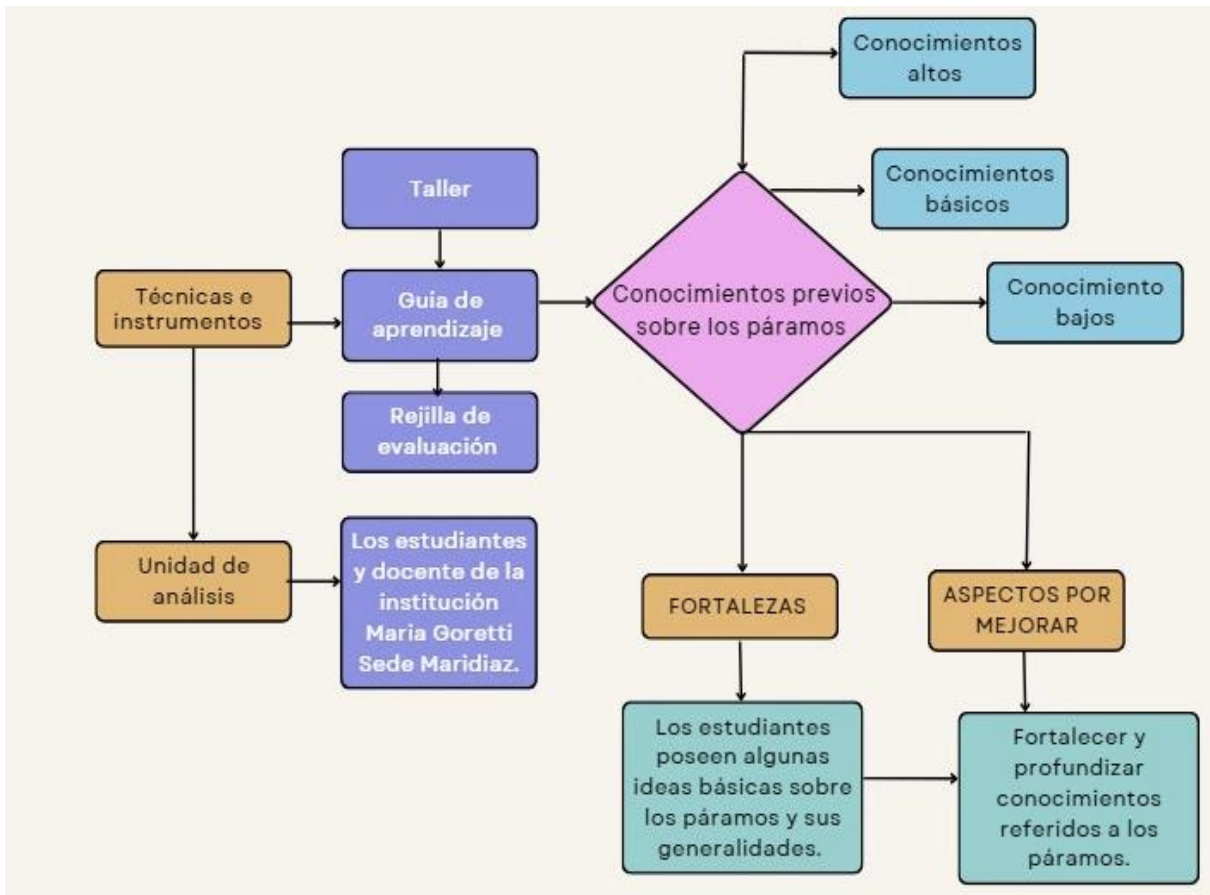 Conocimientos
altos
Taller
Conocimientos
básicos
Técnicas e
instrumentos
Guia de
aprendizaje
Conocimientos previos
sobre los páramos
Conocimiento
bajos
Rejilla de
evaluación
Unidad de
análisis
Los estudiantes
y docente de la
institución
Maria Goretti
Sede Maridiaz.
FORTALEZAS
ASPECTOS POR
MEJORAR
Los estudiantes
poseen algunas
ideas básicas sobre
los páramos y sus
generalidades.
Fortalecer y
profundizar
conocimientos
referidos a los
páramos.